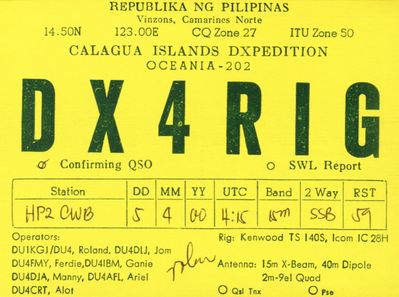 REPUBLIKA NG PILIPINAS
Vinzons, Camarines Norte
14.50N 123.00E CQ Zone 27 ITU Zone 50
CALAGUA ISLANDS DXPEDITION
OCEANIA-202
DX4RIG
Confirming QSO SWL Report
Station DD MM YY UTC Band 2 Way RST
HP2CWB 5 4 00 4:15 15m SSB 59
Operators: Rig: Kenwood TS 140S, Icom IC 28H
DU1KGJ/DU4, Roland, DU4DLJ, Jom
DU4FMY, Ferdie, DU4IBM, Ganie Antenna: 15m X-Beam, 40m Dipole
DU4DJA, Manny, DU4AFL, Ariel 2m-9el Quad
DU4CRT, Alot Qsl Tnx Pse